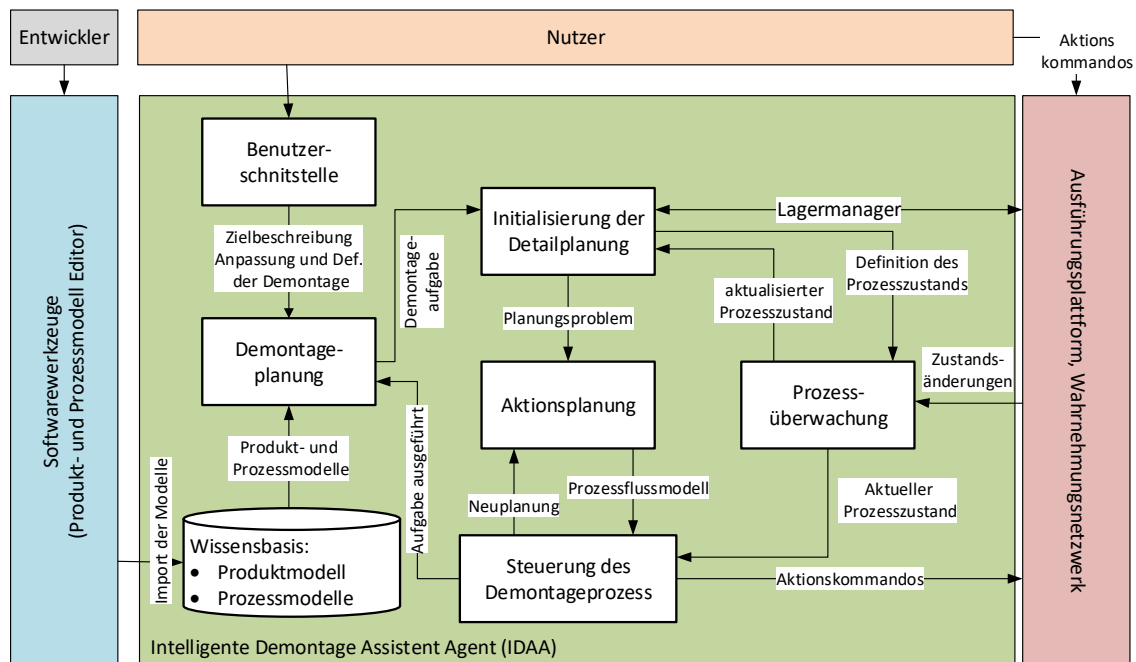 Entwickler
Nutzer
Aktions
kommandos
Softwarewerkzeuge
(Produkt- und Prozessmodell Editor)
Benutzer-
schnitstelle
Zielbeschreibung
Anpassung und Def.
der Demontage
Demontage-
planung
Demontage-
aufgabe
Initialisierung der
Detailplanung
Lagermanager
Definition des
Prozesszustands
aktualisierter
Prozesszustand
Planungsproblem
Aktionsplanung
Prozess-
überwachung
Zustands-
änderungen
Ausführungsplattform, Wahrnehmungsnetzwerk
Produkt- und
Prozessmodelle
Aufgabe ausgeführt
Neuplanung
Prozessflussmodell
Aktueller
Prozesszustand
Import der Modelle
Wissensbasis:
• Produktmodell
• Prozessmodelle
Steuerung des
Demontageprozess
Aktionskommandos
Intelligente Demontage Assistent Agent (IDAA)